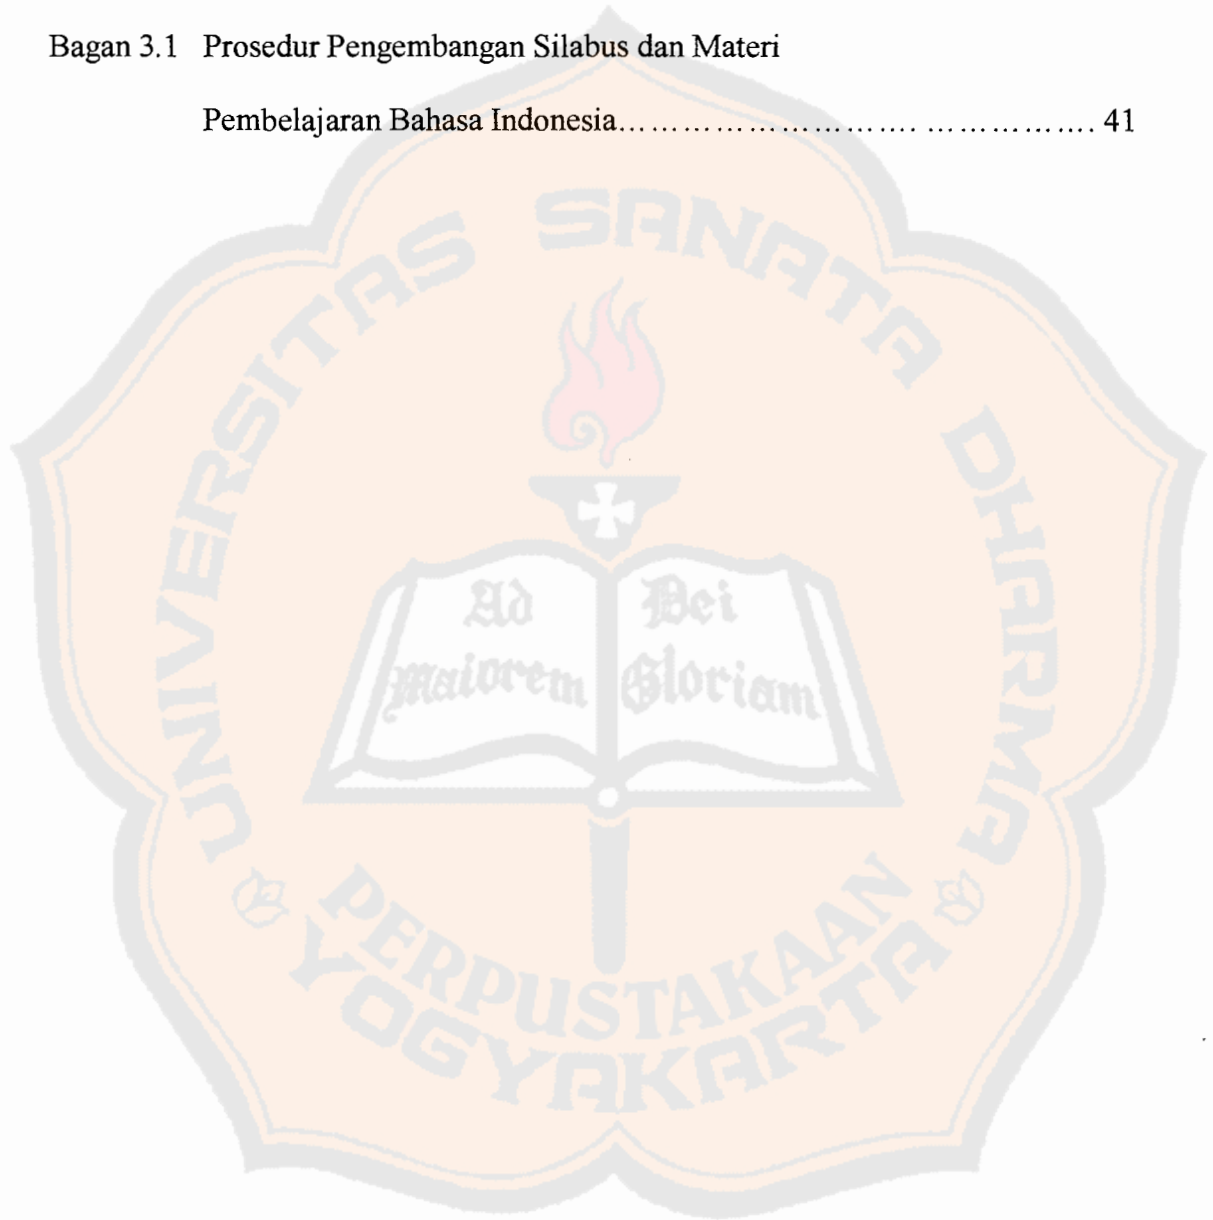 Bagan 3.1 Prosedur Pengembangan Silabus dan Materi
Pembelajaran Bahasa Indonesia........................................... 41
UNIVERSITAS SANATA DHARMA
Ad Dei
Maiorem Gloriam
PERPUSTAKAAN
YOGYAKARTA